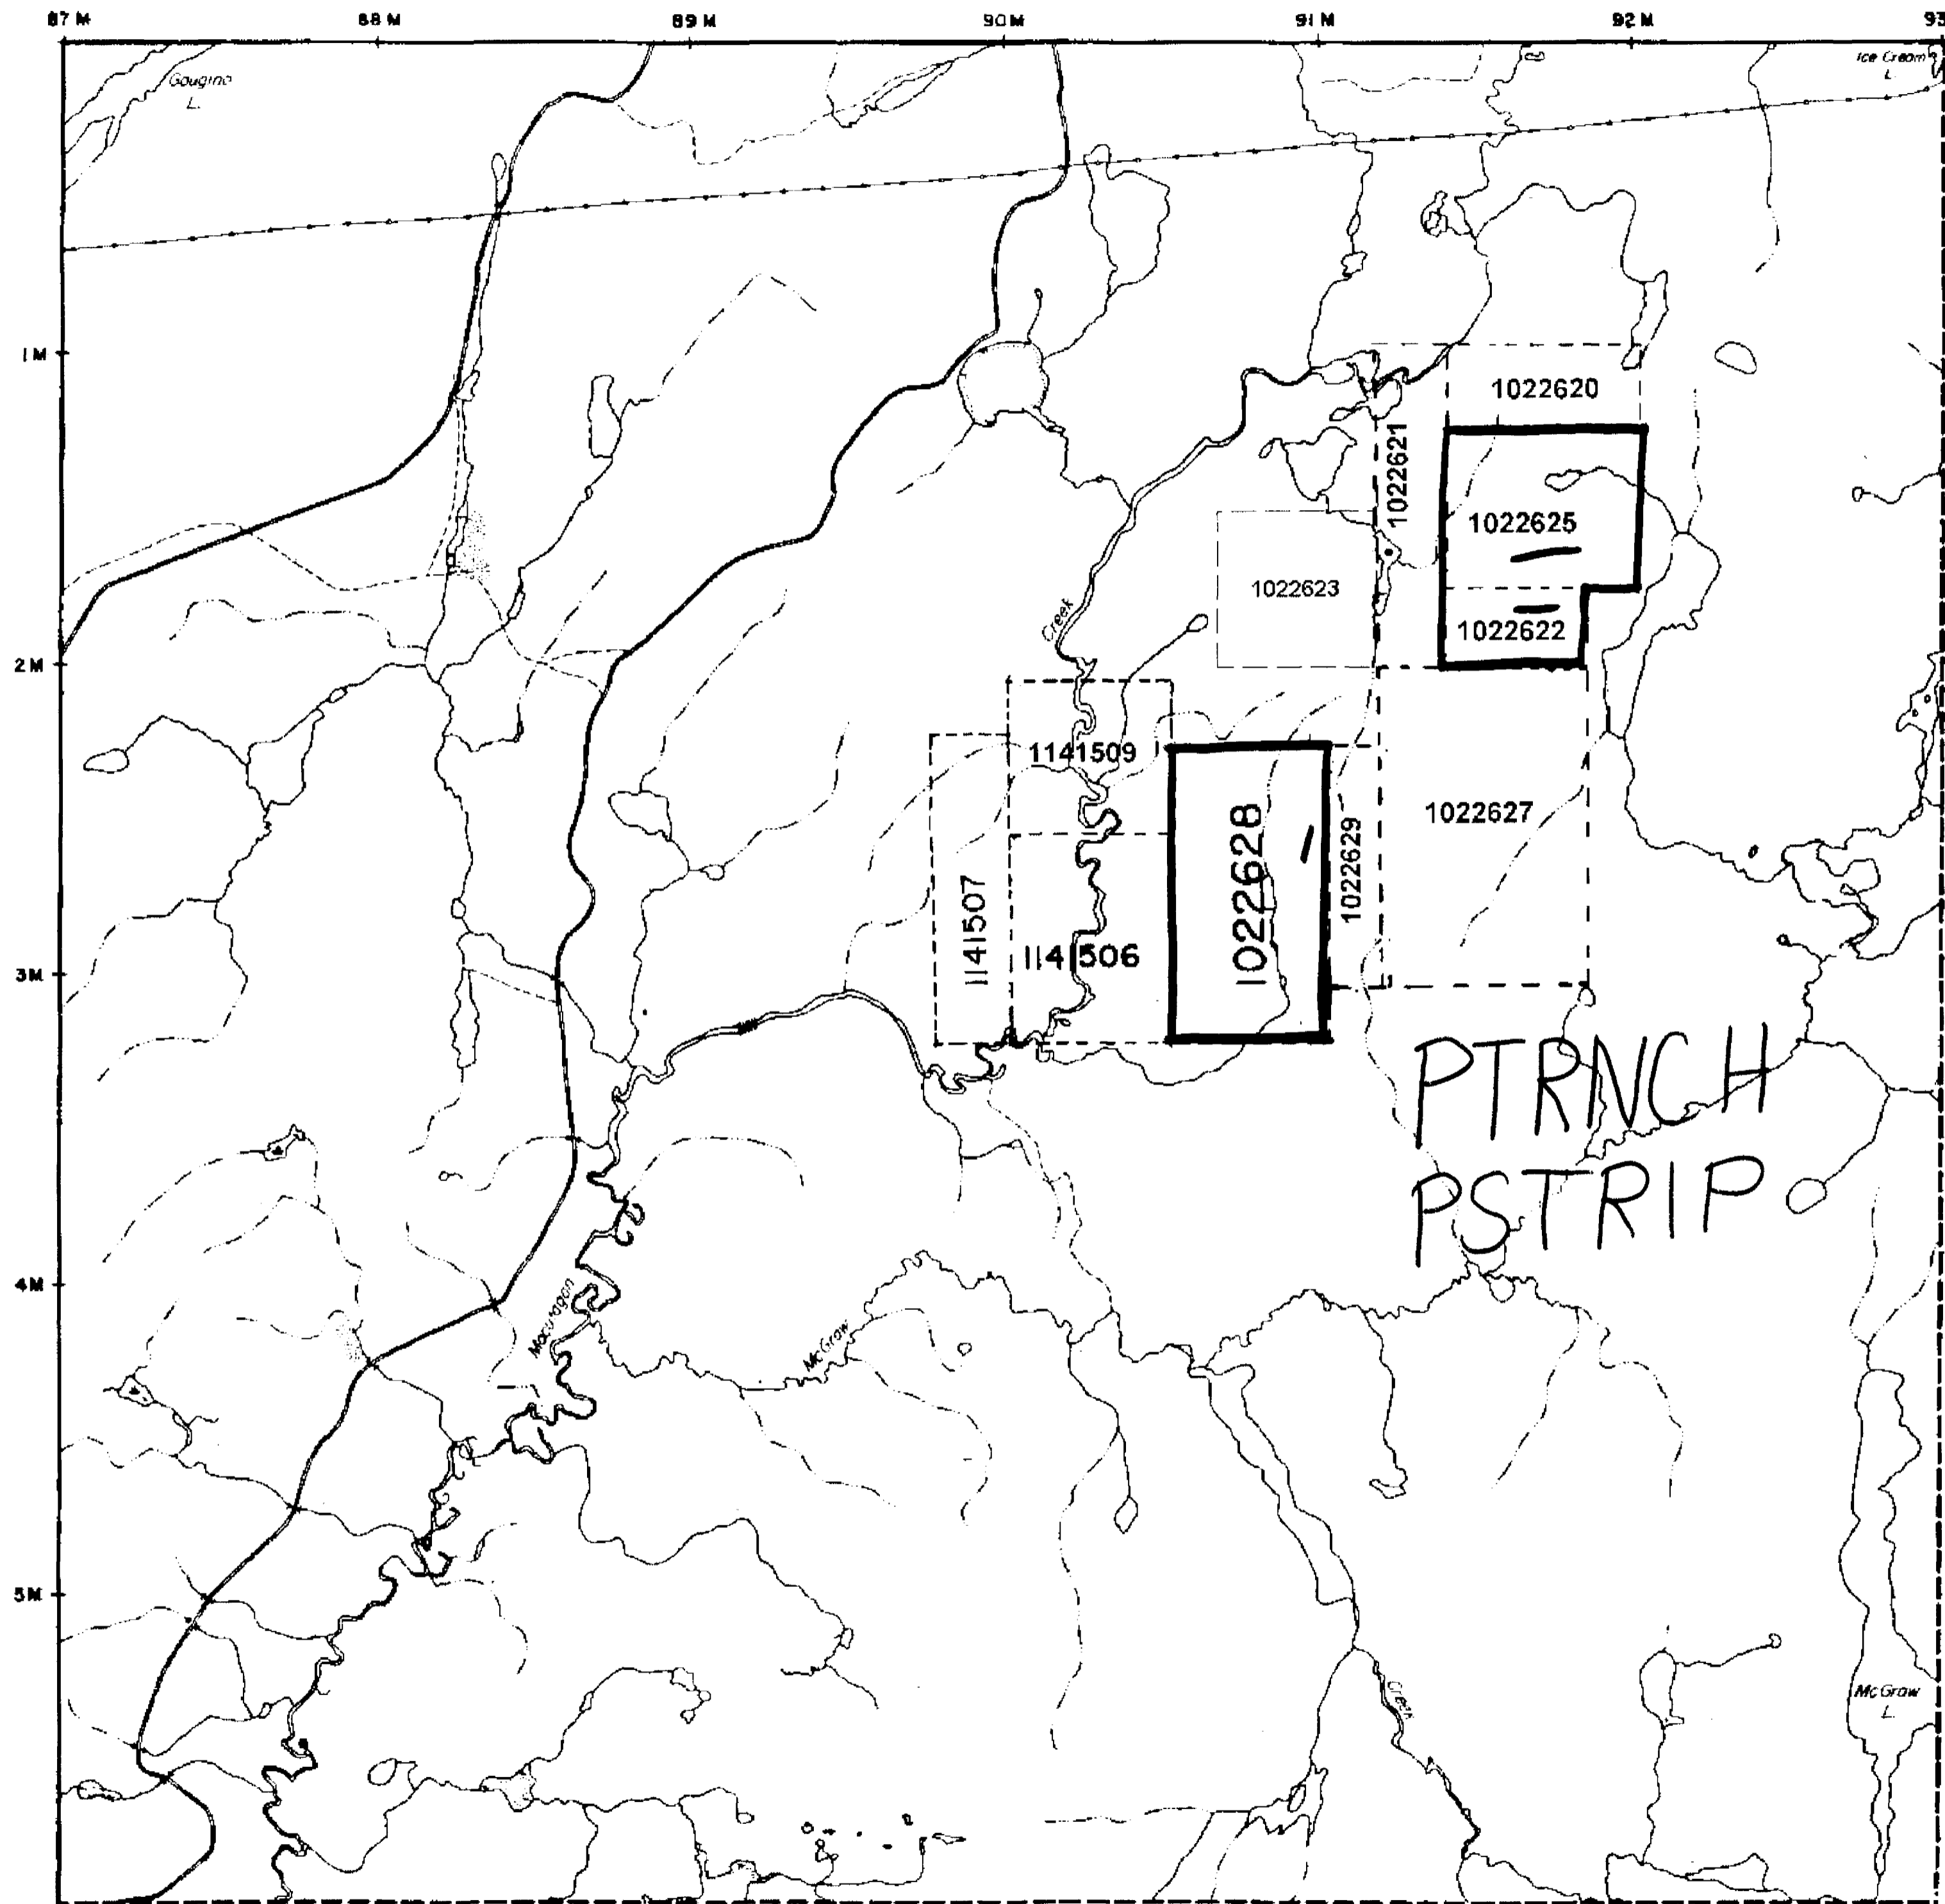 87 M 88 M 89 M 90 M 91 M 92 M 93
Gougino L.
Ice Cream L
1 M
1022620
1022621
1022625
1022623
1022622
Creek
2 M
1141509
1022627
1022628
1022629
1141507
1141506
3 M
PTRNCH
PSTRIP
4 M
McGraw
5 M
Creek
McGraw L